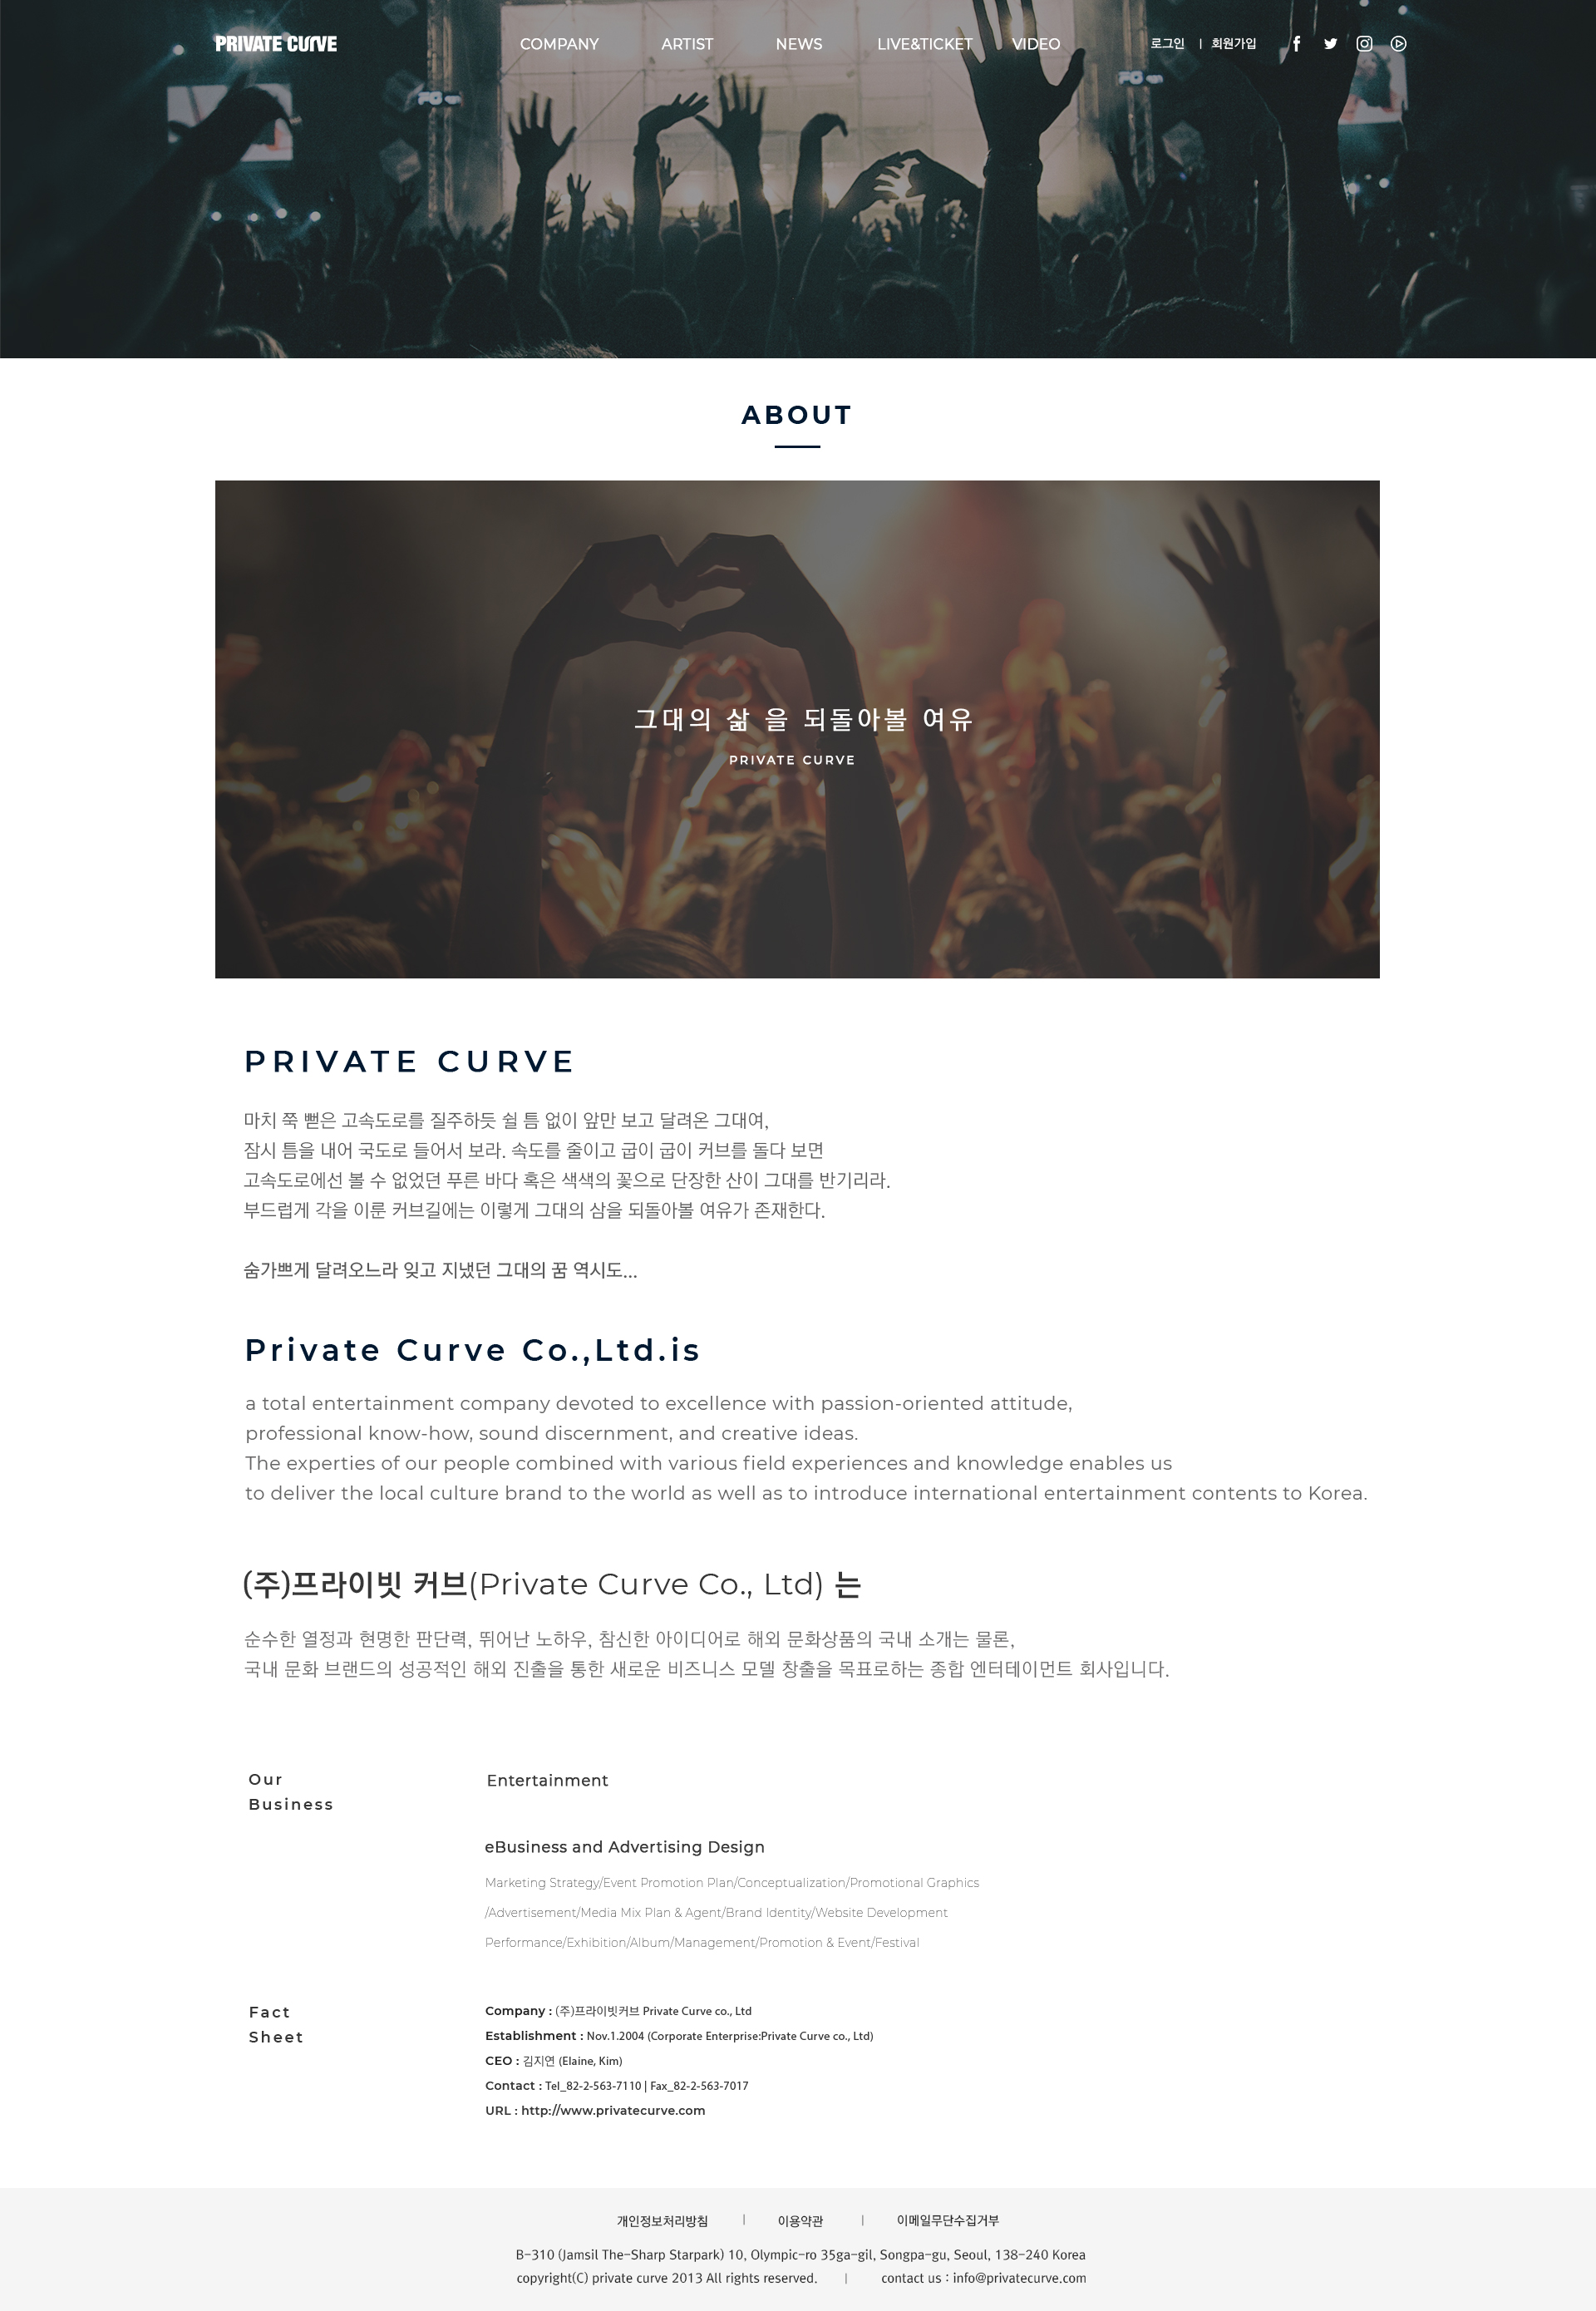 PRIVATE CURVE
COMPANY ARTIST NEWS LIVE&TICKET VIDEO 로그인 | 회원가입
ABOUT
그대의 삶 을 되돌아볼 여유
PRIVATE CURVE
PRIVATE CURVE
마치 쭉 뻗은 고속도로를 질주하듯 쉴 틈 없이 앞만 보고 달려온 그대여,
잠시 틈을 내어 국도로 들어서 보라. 속도를 줄이고 굽이 굽이 커브를 돌다 보면
고속도로에선 볼 수 없었던 푸른 바다 혹은 색색의 꽃으로 단장한 산이 그대를 반기리라.
부드럽게 각을 이룬 커브길에는 이렇게 그대의 삼을 되돌아볼 여유가 존재한다.
숨가쁘게 달려오느라 잊고 지냈던 그대의 꿈 역시도...
Private Curve Co.,Ltd.is
a total entertainment company devoted to excellence with passion-oriented attitude,
professional know-how, sound discernment, and creative ideas.
The experties of our people combined with various field experiences and knowledge enables us
to deliver the local culture brand to the world as well as to introduce international entertainment contents to Korea.
(주)프라이빗 커브(Private Curve Co., Ltd) 는
순수한 열정과 현명한 판단력, 뛰어난 노하우, 참신한 아이디어로 해외 문화상품의 국내 소개는 물론,
국내 문화 브랜드의 성공적인 해외 진출을 통한 새로운 비즈니스 모델 창출을 목표로하는 종합 엔터테이먼트 회사입니다.
Our
Business
Entertainment
eBusiness and Advertising Design
Marketing Strategy/Event Promotion Plan/Conceptualization/Promotional Graphics
/Advertisement/Media Mix Plan & Agent/Brand Identity/Website Development
Performance/Exhibition/Album/Management/Promotion & Event/Festival
Fact
Sheet
Company : (주)프라이빗커브 Private Curve co., Ltd
Establishment : Nov.1.2004 (Corporate Enterprise:Private Curve co., Ltd)
CEO : 김지연 (Elaine, Kim)
Contact : Tel_82-2-563-7110 | Fax_82-2-563-7017
URL : http://www.privatecurve.com
개인정보처리방침 | 이용약관 | 이메일무단수집거부
B-310 (Jamsil The-Sharp Starpark) 10, Olympic-ro 35ga-gil, Songpa-gu, Seoul, 138-240 Korea
copyright(C) private curve 2013 All rights reserved. | contact us : info@privatecurve.com